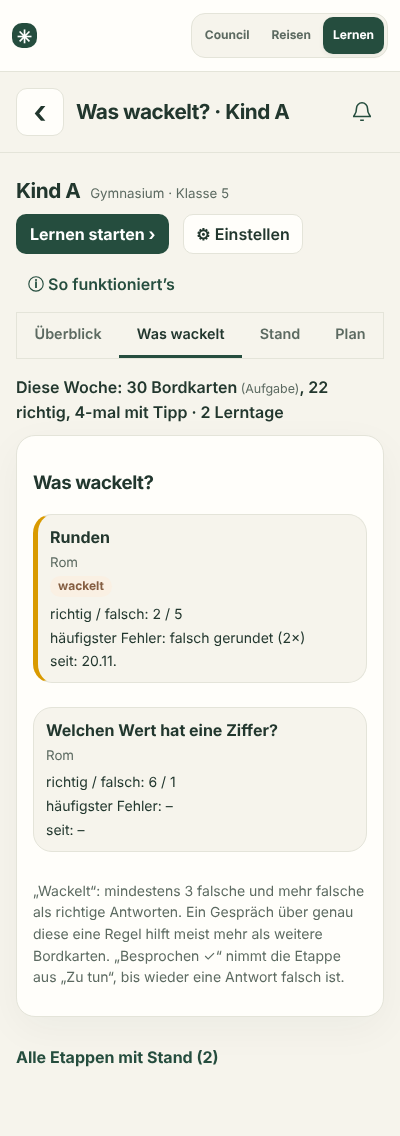 Council Reisen Lernen
‹ Was wackelt? · Kind A
Kind A Gymnasium · Klasse 5
Lernen starten › ⚙ Einstellen
ⓘ So funktioniert’s
Überblick Was wackelt Stand Plan
Diese Woche: 30 Bordkarten (Aufgabe), 22
richtig, 4-mal mit Tipp · 2 Lerntage
Was wackelt?
Runden
Rom
wackelt
richtig / falsch: 2 / 5
häufigster Fehler: falsch gerundet (2×)
seit: 20.11.
Welchen Wert hat eine Ziffer?
Rom
richtig / falsch: 6 / 1
häufigster Fehler: –
seit: –
„Wackelt“: mindestens 3 falsche und mehr falsche
als richtige Antworten. Ein Gespräch über genau
diese eine Regel hilft meist mehr als weitere
Bordkarten. „Besprochen ✓“ nimmt die Etappe
aus „Zu tun“, bis wieder eine Antwort falsch ist.
Alle Etappen mit Stand (2)